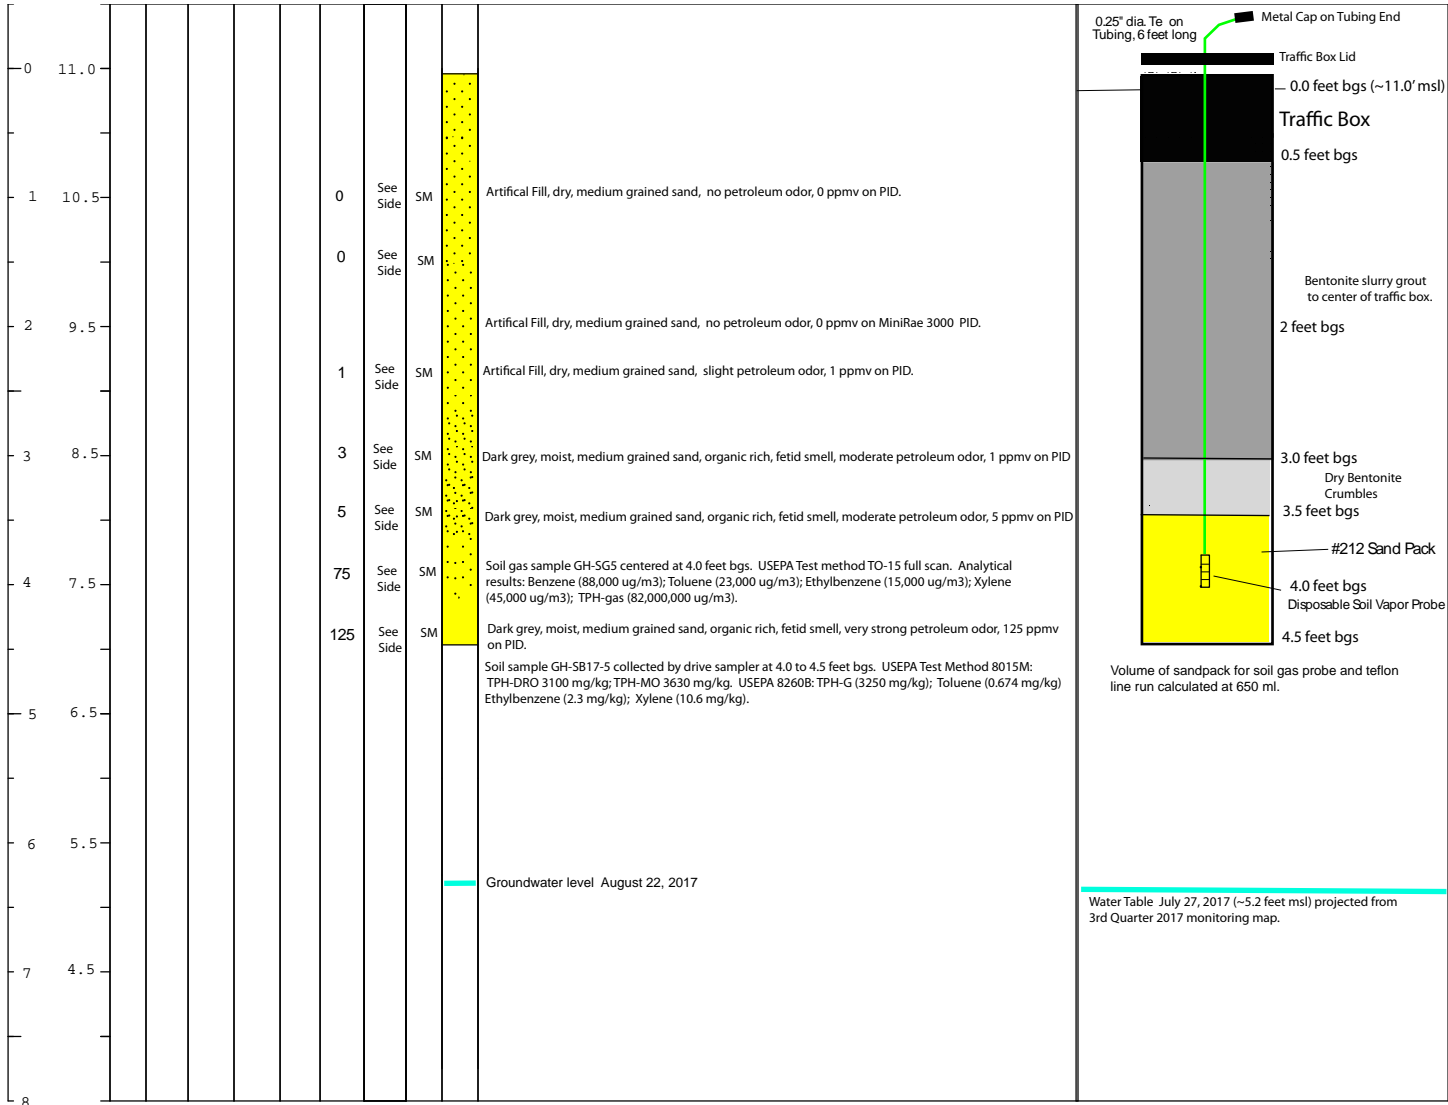 0 11.0
1 10.5
2 9.5
3 8.5
4 7.5
5 6.5
6 5.5
7 4.5
8
0 See Side SM
0 See Side SM
1 See Side SM
3 See Side SM
5 See Side SM
75 See Side SM
125 See Side SM
Artifical Fill, dry, medium grained sand, no petroleum odor, 0 ppmv on PID.
Artifical Fill, dry, medium grained sand, no petroleum odor, 0 ppmv on MiniRae 3000 PID.
Artifical Fill, dry, medium grained sand, slight petroleum odor, 1 ppmv on PID.
Dark grey, moist, medium grained sand, organic rich, fetid smell, moderate petroleum odor, 1 ppmv on PID
Dark grey, moist, medium grained sand, organic rich, fetid smell, moderate petroleum odor, 5 ppmv on PID
Soil gas sample GH-SG5 centered at 4.0 feet bgs. USEPA Test method TO-15 full scan. Analytical
results: Benzene (88,000 ug/m3); Toluene (23,000 ug/m3); Ethylbenzene (15,000 ug/m3); Xylene
(45,000 ug/m3); TPH-gas (82,000,000 ug/m3).
Dark grey, moist, medium grained sand, organic rich, fetid smell, very strong petroleum odor, 125 ppmv
on PID.
Soil sample GH-SB17-5 collected by drive sampler at 4.0 to 4.5 feet bgs. USEPA Test Method 8015M:
TPH-DRO 3100 mg/kg; TPH-MO 3630 mg/kg. USEPA 8260B: TPH-G (3250 mg/kg); Toluene (0.674 mg/kg)
Ethylbenzene (2.3 mg/kg); Xylene (10.6 mg/kg).
Groundwater level August 22, 2017
0.25" dia. Te on
Tubing, 6 feet long
Metal Cap on Tubing End
Traffic Box Lid
0.0 feet bgs (~11.0' msl)
Traffic Box
0.5 feet bgs
Bentonite slurry grout
to center of traffic box.
2 feet bgs
3.0 feet bgs
Dry Bentonite
Crumbles
3.5 feet bgs
#212 Sand Pack
4.0 feet bgs
Disposable Soil Vapor Probe
4.5 feet bgs
Volume of sandpack for soil gas probe and teflon
line run calculated at 650 ml.
Water Table July 27, 2017 (~5.2 feet msl) projected from
3rd Quarter 2017 monitoring map.